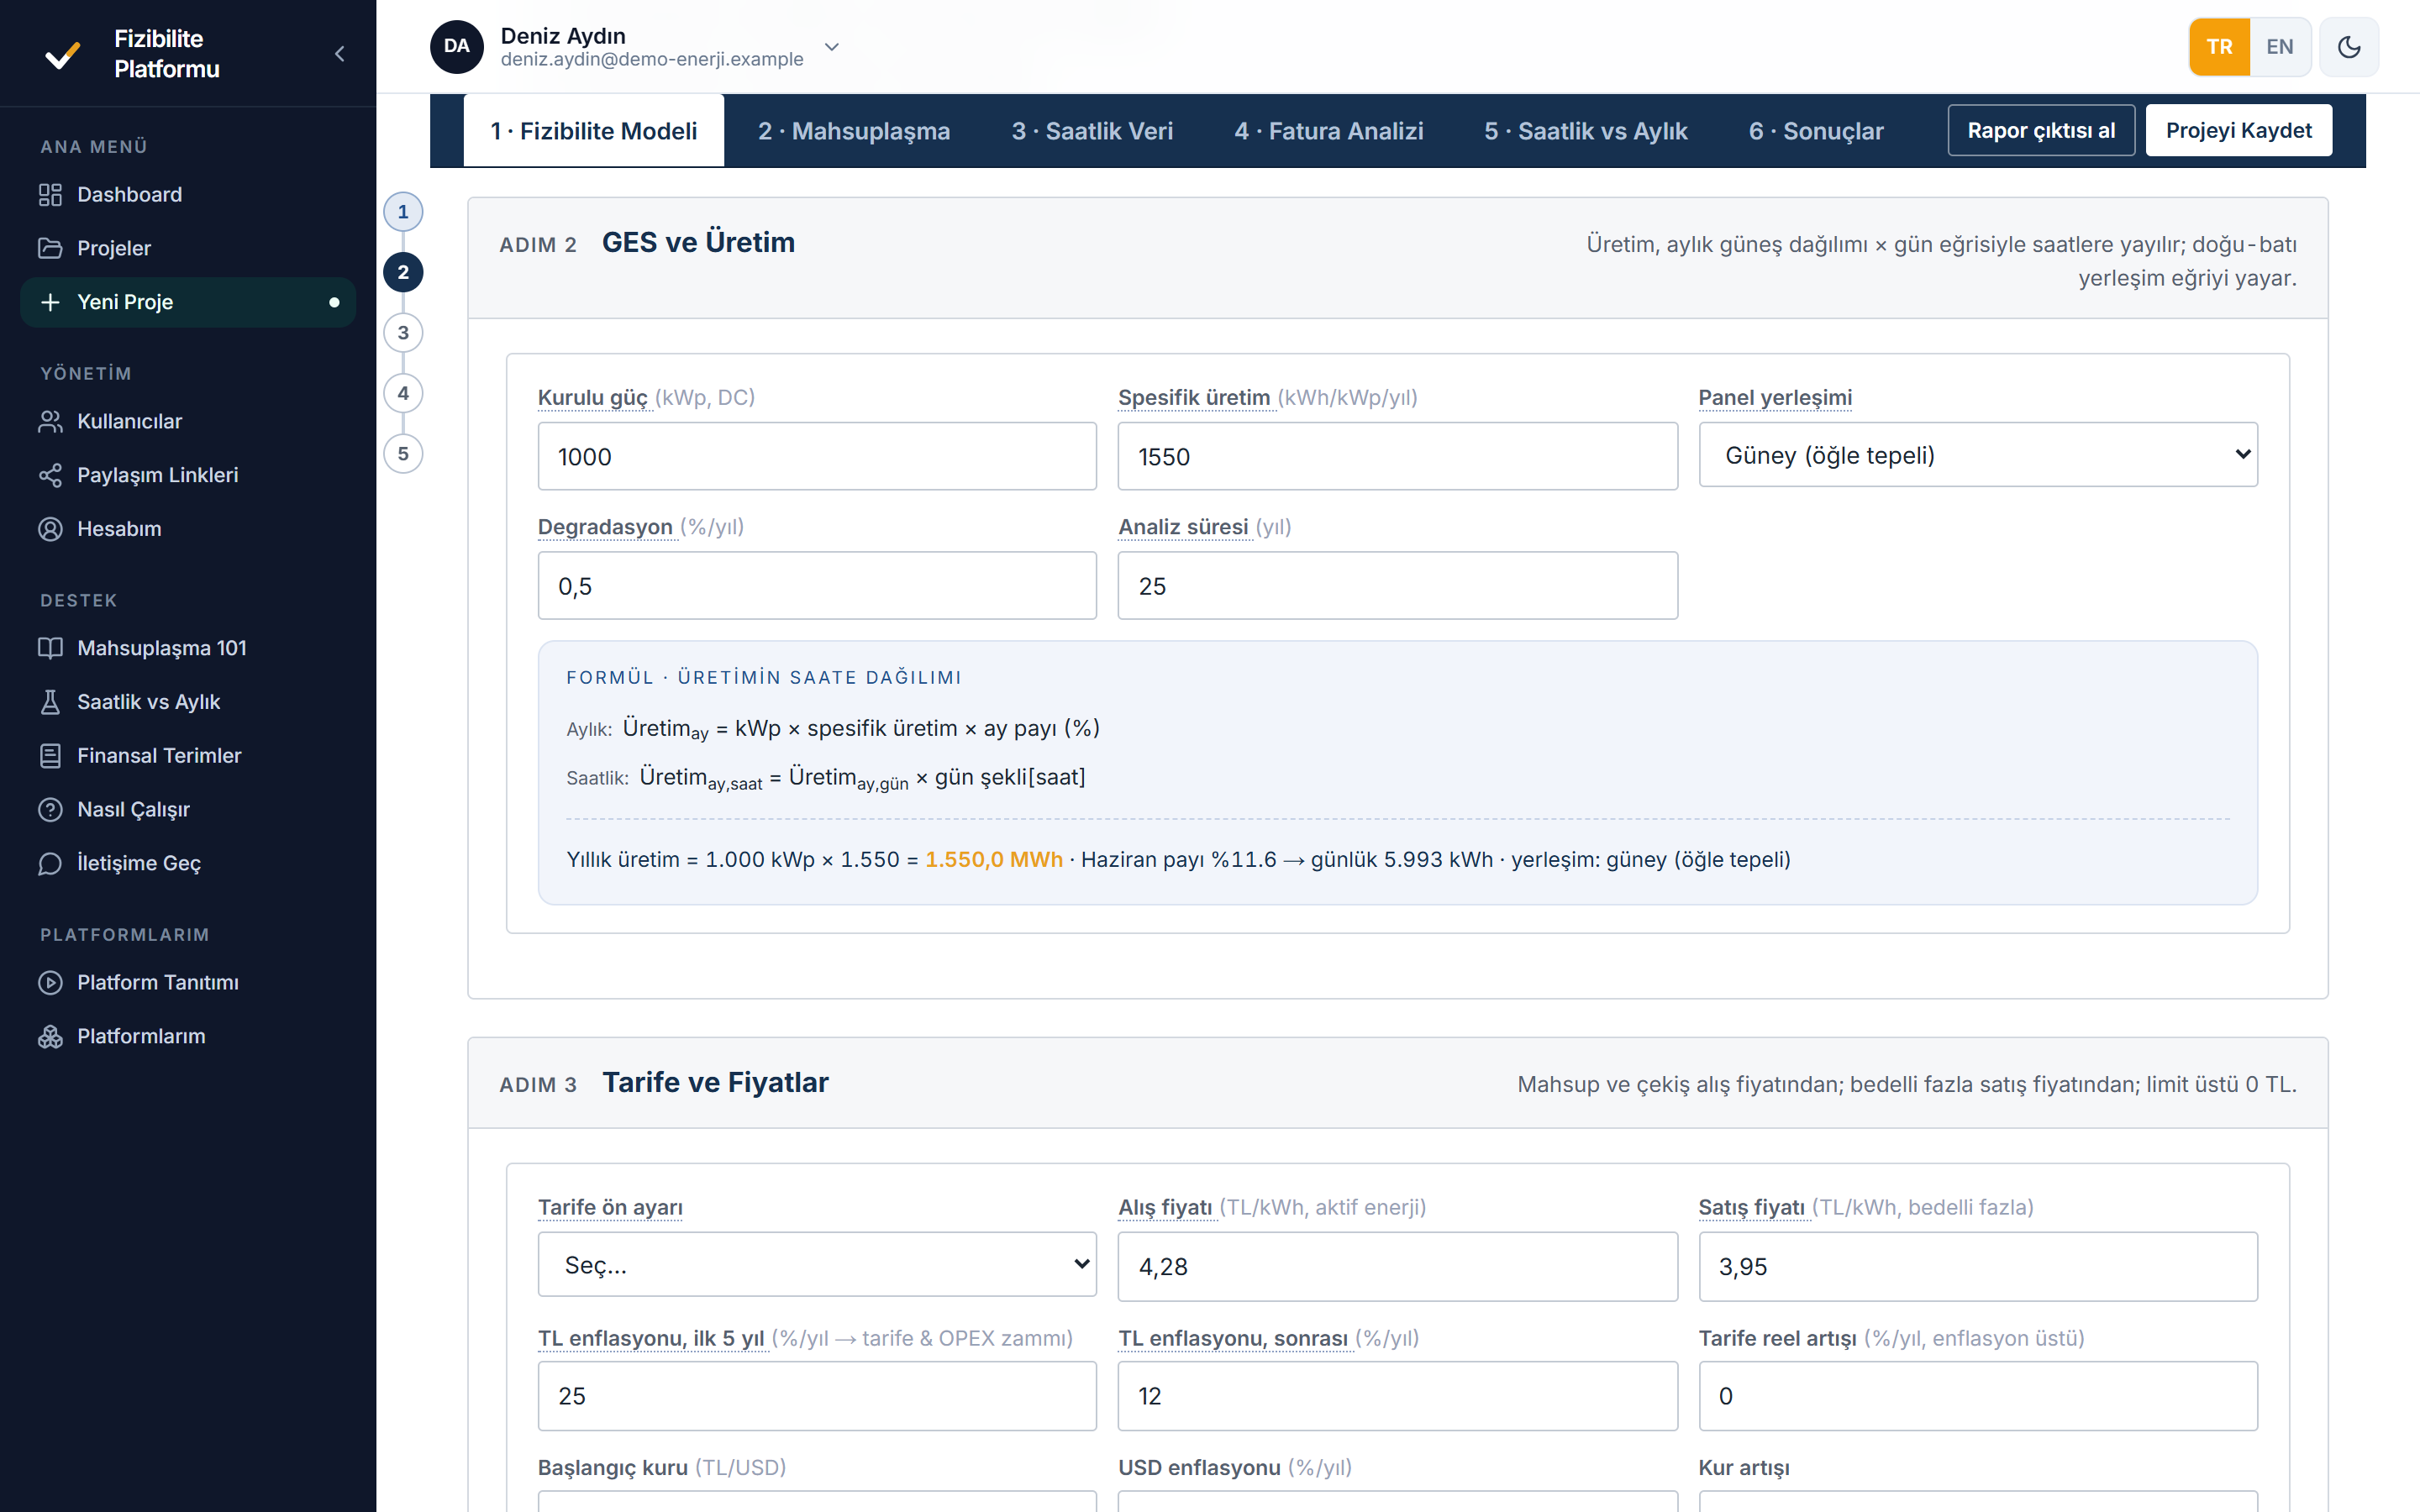 Fizibilite
Platformu
ANA MENÜ
Dashboard
Projeler
Yeni Proje
YÖNETİM
Kullanıcılar
Paylaşım Linkleri
Hesabım
DESTEK
Mahsuplaşma 101
Saatlik vs Aylık
Finansal Terimler
Nasıl Çalışır
İletişime Geç
PLATFORMLARIM
Platform Tanıtımı
Platformlarım
DA
Deniz Aydın
deniz.aydin@demo-enerji.example
TR EN
1 · Fizibilite Modeli 2 · Mahsuplaşma 3 · Saatlik Veri 4 · Fatura Analizi 5 · Saatlik vs Aylık 6 · Sonuçlar Rapor çıktısı al Projeyi Kaydet
1
2
3
4
5
ADIM 2 GES ve Üretim
Üretim, aylık güneş dağılımı × gün eğrisiyle saatlere yayılır; doğu-batı
yerleşim eğriyi yayar.
Kurulu güç (kWp, DC) Spesifik üretim (kWh/kWp/yıl) Panel yerleşimi
1000 1550 Güney (öğle tepeli)
Degradasyon (%/yıl) Analiz süresi (yıl)
0,5 25
FORMÜL · ÜRETİMİN SAATE DAĞILIMI
Aylık: Üretimay = kWp × spesifik üretim × ay payı (%)
Saatlik: Üretimay,saat = Üretimay,gün × gün şekli[saat]
Yıllık üretim = 1.000 kWp × 1.550 = 1.550,0 MWh · Haziran payı %11.6 → günlük 5.993 kWh · yerleşim: güney (öğle tepeli)
ADIM 3 Tarife ve Fiyatlar
Mahsup ve çekiş alış fiyatından; bedelli fazla satış fiyatından; limit üstü 0 TL.
Tarife ön ayarı Alış fiyatı (TL/kWh, aktif enerji) Satış fiyatı (TL/kWh, bedelli fazla)
Seç... 4,28 3,95
TL enflasyonu, ilk 5 yıl (%/yıl → tarife & OPEX zammı) TL enflasyonu, sonrası (%/yıl) Tarife reel artışı (%/yıl, enflasyon üstü)
25 12 0
Başlangıç kuru (TL/USD) USD enflasyonu (%/yıl) Kur artışı